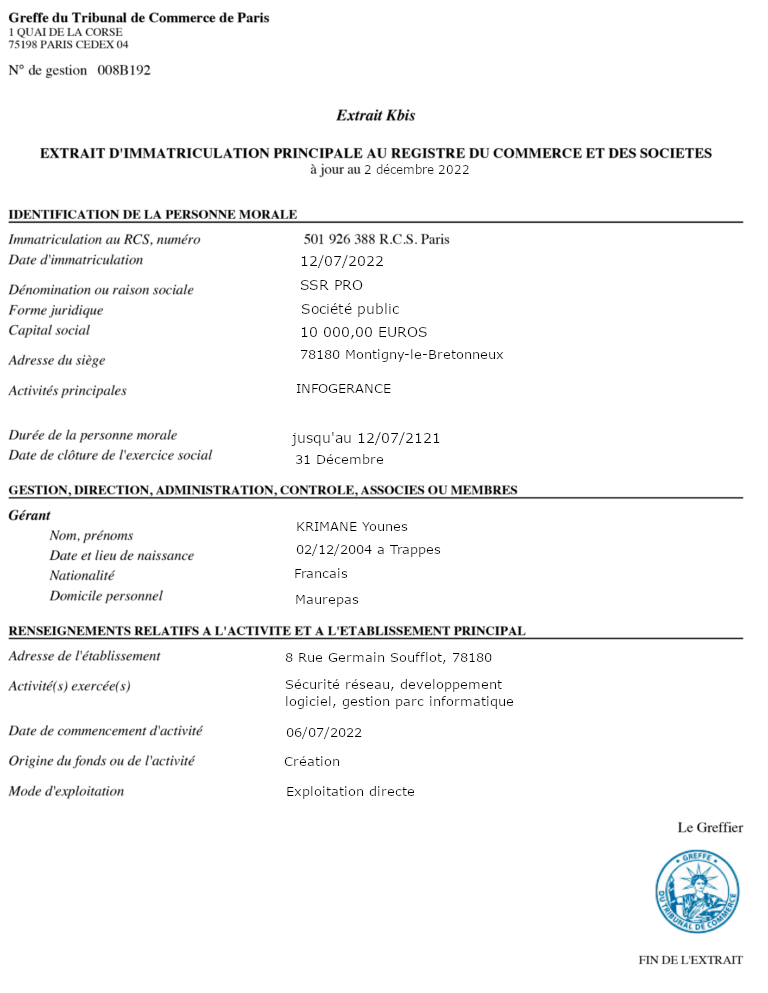 Greffe du Tribunal de Commerce de Paris
1 QUAI DE LA CORSE
75198 PARIS CEDEX 04
N° de gestion 008B192
Extrait Kbis
EXTRAIT D'IMMATRICULATION PRINCIPALE AU REGISTRE DU COMMERCE ET DES SOCIETES
à jour au 2 décembre 2022
IDENTIFICATION DE LA PERSONNE MORALE
Immatriculation au RCS, numéro 501 926 388 R.C.S. Paris
Date d'immatriculation 12/07/2022
Dénomination ou raison sociale SSR PRO
Forme juridique Société public
Capital social 10 000,00 EUROS
Adresse du siège 78180 Montigny-le-Bretonneux
Activités principales INFOGERANCE
Durée de la personne morale jusqu'au 12/07/2121
Date de clôture de l'exercice social 31 Décembre
GESTION, DIRECTION, ADMINISTRATION, CONTROLE, ASSOCIES OU MEMBRES
Gérant
Nom, prénoms KRIMANE Younes
Date et lieu de naissance 02/12/2004 a Trappes
Nationalité Francais
Domicile personnel Maurepas
RENSEIGNEMENTS RELATIFS A L'ACTIVITE ET A L'ETABLISSEMENT PRINCIPAL
Adresse de l'établissement 8 Rue Germain Soufflot, 78180
Activité(s) exercée(s) Sécurité réseau, developpement
logiciel, gestion parc informatique
Date de commencement d'activité 06/07/2022
Origine du fonds ou de l'activité Création
Mode d'exploitation Exploitation directe
Le Greffier
GREFFE
DU TRIBUNAL DE COMMERCE
FIN DE L'EXTRAIT